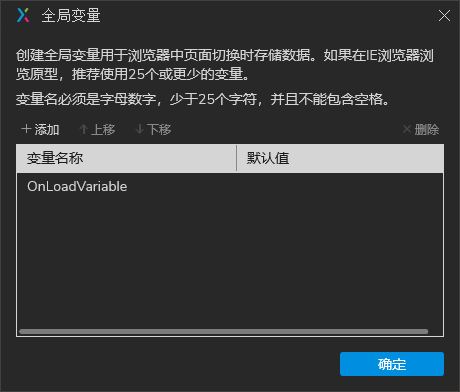 全局变量
创建全局变量用于浏览器中页面切换时存储数据。如果在IE浏览器浏
览原型，推荐使用25个或更少的变量。
变量名必须是字母数字，少于25个字符，并且不能包含空格。
添加 上移 下移 删除
变量名称 默认值
OnLoadVariable
确定